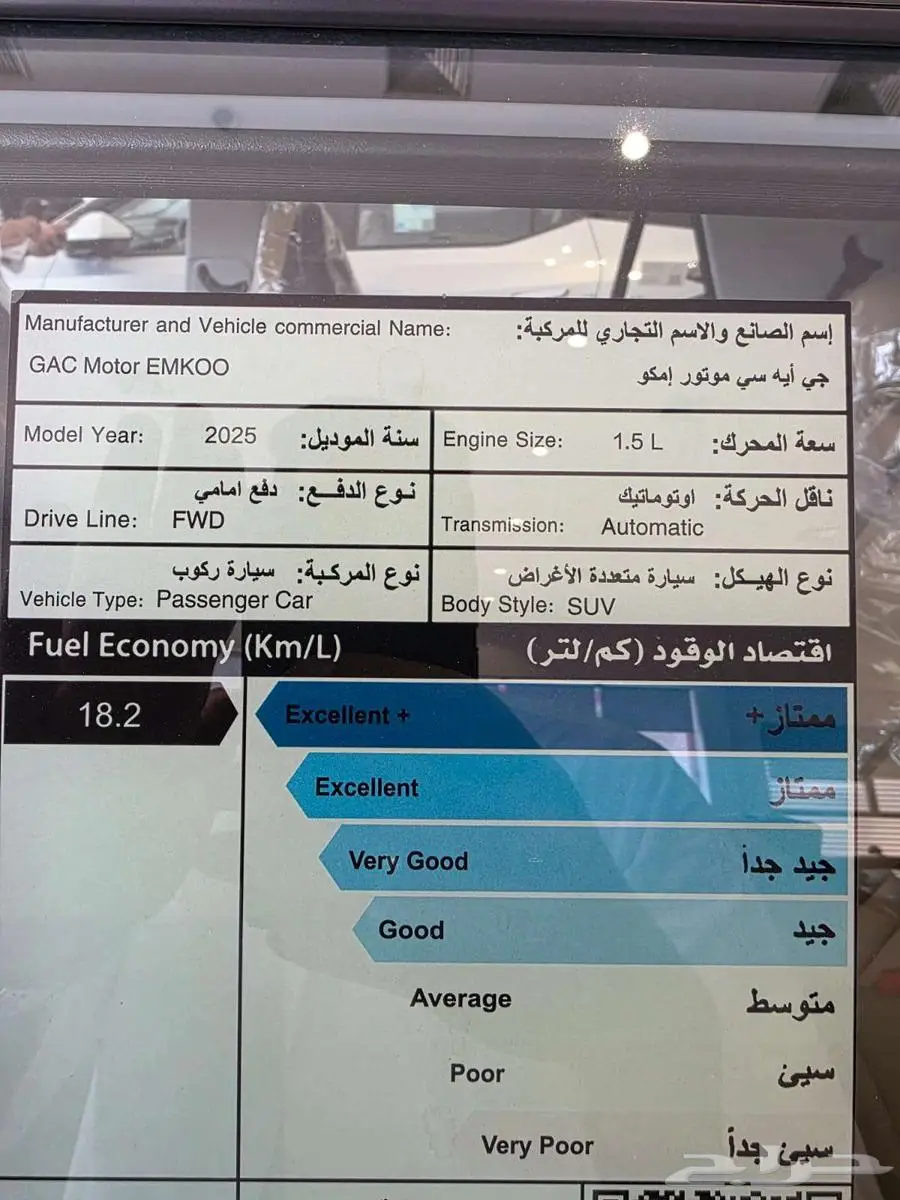 Manufacturer and Vehicle commercial Name: إسم الصانع والاسم التجاري للمركبة:
GAC Motor EMKOO جي أيه سي موتور إمكو
Model Year: 2025 سنة الموديل:
Engine Size: 1.5 L سعة المحرك:
نوع الدفع: دفع امامي
Drive Line: FWD
ناقل الحركة: اوتوماتيك
Transmission: Automatic
نوع المركبة: سيارة ركوب
Vehicle Type: Passenger Car
نوع الهيكل: سيارة متعددة الأغراض
Body Style: SUV
Fuel Economy (Km/L) اقتصاد الوقود (كم/لتر)
18.2
Excellent + ممتاز+
Excellent ممتاز
Very Good جيد جداً
Good جيد
Average متوسط
Poor سيئ
Very Poor سيئ جداً
حراج